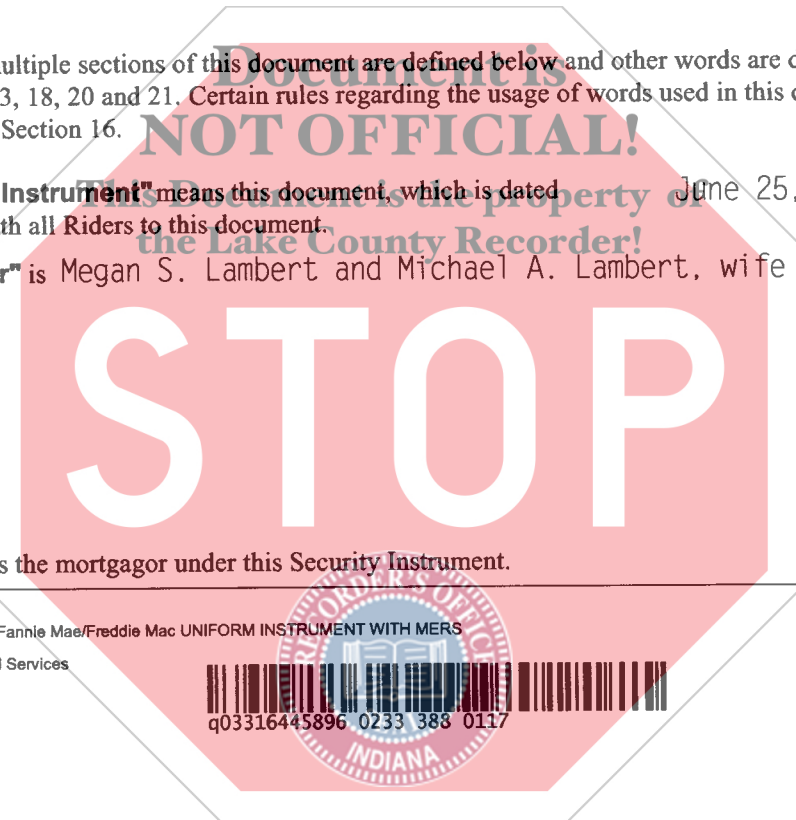 Document is
ultiple sections of this document are defined below and other words are
3, 18, 20 and 21. Certain rules regarding the usage of words used in this
NOT OFFICIAL!
Section 16.
Instrument" means this document, which is dated June 25,
This Document is the property of
th all Riders to this document.
the Lake County Recorder!
r" is Megan S. Lambert and Michael A. Lambert, wife
STOP
s the mortgagor under this Security Instrument.
RECORDER'S OFFICE
Fannie Mae/Freddie Mac UNIFORM INSTRUMENT WITH MERS
l Services
q03316445896 0233 388 0117
INDIANA